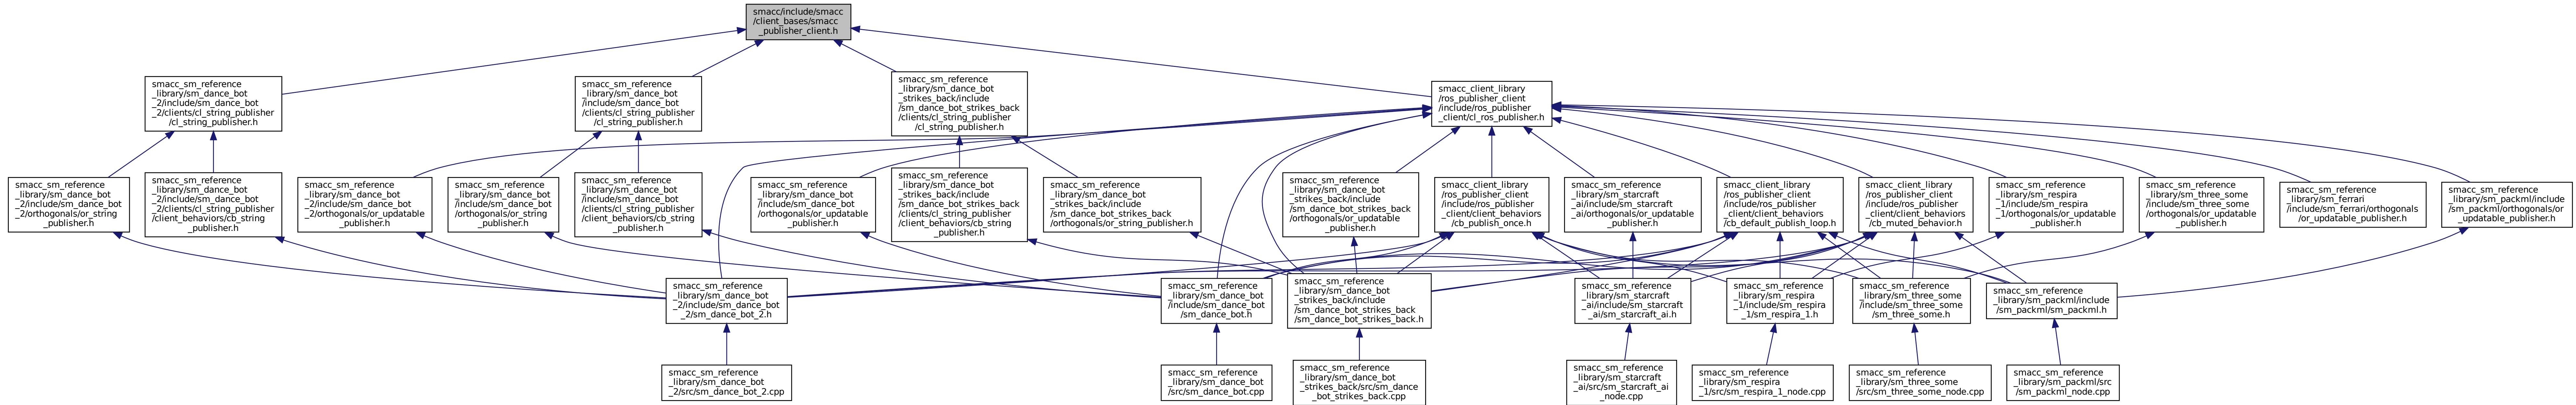 smacc/include/smacc
/client_bases/smacc
_publisher_client.h
smacc_sm_reference
_library/sm_dance_bot
_2/include/sm_dance_bot
_2/clients/cl_string_publisher
/cl_string_publisher.h
smacc_sm_reference
_library/sm_dance_bot
/include/sm_dance_bot
/clients/cl_string_publisher
/cl_string_publisher.h
smacc_sm_reference
_library/sm_dance_bot
_strikes_back/include
/sm_dance_bot_strikes_back
/clients/cl_string_publisher
/cl_string_publisher.h
smacc_client_library
/ros_publisher_client
/include/ros_publisher
_client/cl_ros_publisher.h
smacc_sm_reference
_library/sm_dance_bot
_2/include/sm_dance_bot
_2/orthogonals/or_string
_publisher.h
smacc_sm_reference
_library/sm_dance_bot
_2/include/sm_dance_bot
_2/clients/cl_string_publisher
/client_behaviors/cb_string
_publisher.h
smacc_sm_reference
_library/sm_dance_bot
_2/include/sm_dance_bot
_2/orthogonals/or_updatable
_publisher.h
smacc_sm_reference
_library/sm_dance_bot
/include/sm_dance_bot
/orthogonals/or_string
_publisher.h
smacc_sm_reference
_library/sm_dance_bot
/include/sm_dance_bot
/clients/cl_string_publisher
/client_behaviors/cb_string
_publisher.h
smacc_sm_reference
_library/sm_dance_bot
/include/sm_dance_bot
/orthogonals/or_updatable
_publisher.h
smacc_sm_reference
_library/sm_dance_bot
_strikes_back/include
/sm_dance_bot_strikes_back
/clients/cl_string_publisher
/client_behaviors/cb_string
_publisher.h
smacc_sm_reference
_library/sm_dance_bot
_strikes_back/include
/sm_dance_bot_strikes_back
/orthogonals/or_string_publisher.h
smacc_sm_reference
_library/sm_dance_bot
_strikes_back/include
/sm_dance_bot_strikes_back
/orthogonals/or_updatable
_publisher.h
smacc_client_library
/ros_publisher_client
/include/ros_publisher
_client/client_behaviors
/cb_publish_once.h
smacc_sm_reference
_library/sm_starcraft
_ai/include/sm_starcraft
_ai/orthogonals/or_updatable
_publisher.h
smacc_client_library
/ros_publisher_client
/include/ros_publisher
_client/client_behaviors
/cb_default_publish_loop.h
smacc_client_library
/ros_publisher_client
/include/ros_publisher
_client/client_behaviors
/cb_muted_behavior.h
smacc_sm_reference
_library/sm_respira
_1/include/sm_respira
_1/orthogonals/or_updatable
_publisher.h
smacc_sm_reference
_library/sm_three_some
/include/sm_three_some
/orthogonals/or_updatable
_publisher.h
smacc_sm_reference
_library/sm_ferrari
/include/sm_ferrari/orthogonals
/or_updatable_publisher.h
smacc_sm_reference
_library/sm_packml/include
/sm_packml/orthogonals/or
_updatable_publisher.h
smacc_sm_reference
_library/sm_dance_bot
_2/include/sm_dance_bot
_2/sm_dance_bot_2.h
smacc_sm_reference
_library/sm_dance_bot
/include/sm_dance_bot
/sm_dance_bot.h
smacc_sm_reference
_library/sm_dance_bot
_strikes_back/include
/sm_dance_bot_strikes_back
/sm_dance_bot_strikes_back.h
smacc_sm_reference
_library/sm_starcraft
_ai/include/sm_starcraft
_ai/sm_starcraft_ai.h
smacc_sm_reference
_library/sm_respira
_1/include/sm_respira
_1/sm_respira_1.h
smacc_sm_reference
_library/sm_three_some
/include/sm_three_some
/sm_three_some.h
smacc_sm_reference
_library/sm_packml/include
/sm_packml/sm_packml.h
smacc_sm_reference
_library/sm_dance_bot
_2/src/sm_dance_bot_2.cpp
smacc_sm_reference
_library/sm_dance_bot
/src/sm_dance_bot.cpp
smacc_sm_reference
_library/sm_dance_bot
_strikes_back/src/sm_dance
_bot_strikes_back.cpp
smacc_sm_reference
_library/sm_starcraft
_ai/src/sm_starcraft_ai
_node.cpp
smacc_sm_reference
_library/sm_respira
_1/src/sm_respira_1_node.cpp
smacc_sm_reference
_library/sm_three_some
/src/sm_three_some_node.cpp
smacc_sm_reference
_library/sm_packml/src
/sm_packml_node.cpp